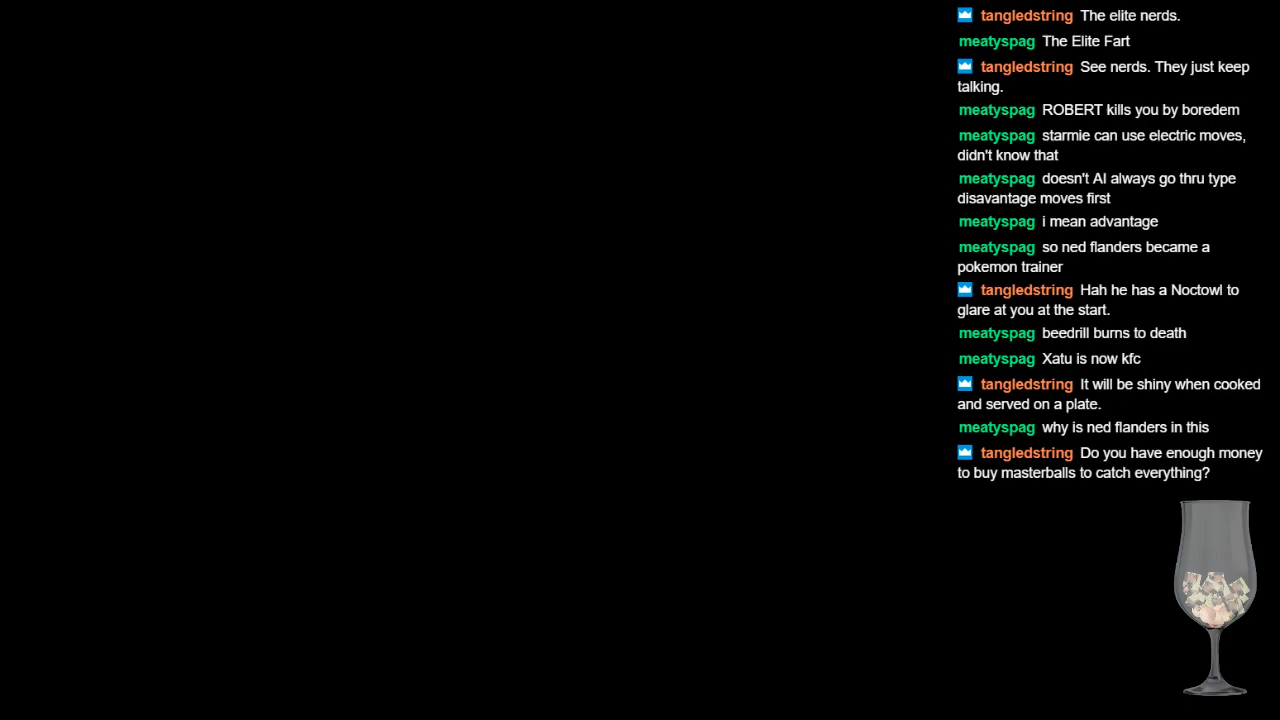 tangledstring The elite nerds.
meatyspag The Elite Fart
tangledstring See nerds. They just keep
talking.
meatyspag ROBERT kills you by boredem
meatyspag starmie can use electric moves,
didn't know that
meatyspag doesn't AI always go thru type
disavantage moves first
meatyspag i mean advantage
meatyspag so ned flanders became a
pokemon trainer
tangledstring Hah he has a Noctowl to
glare at you at the start.
meatyspag beedrill burns to death
meatyspag Xatu is now kfc
tangledstring It will be shiny when cooked
and served on a plate.
meatyspag why is ned flanders in this
tangledstring Do you have enough money
to buy masterballs to catch everything?